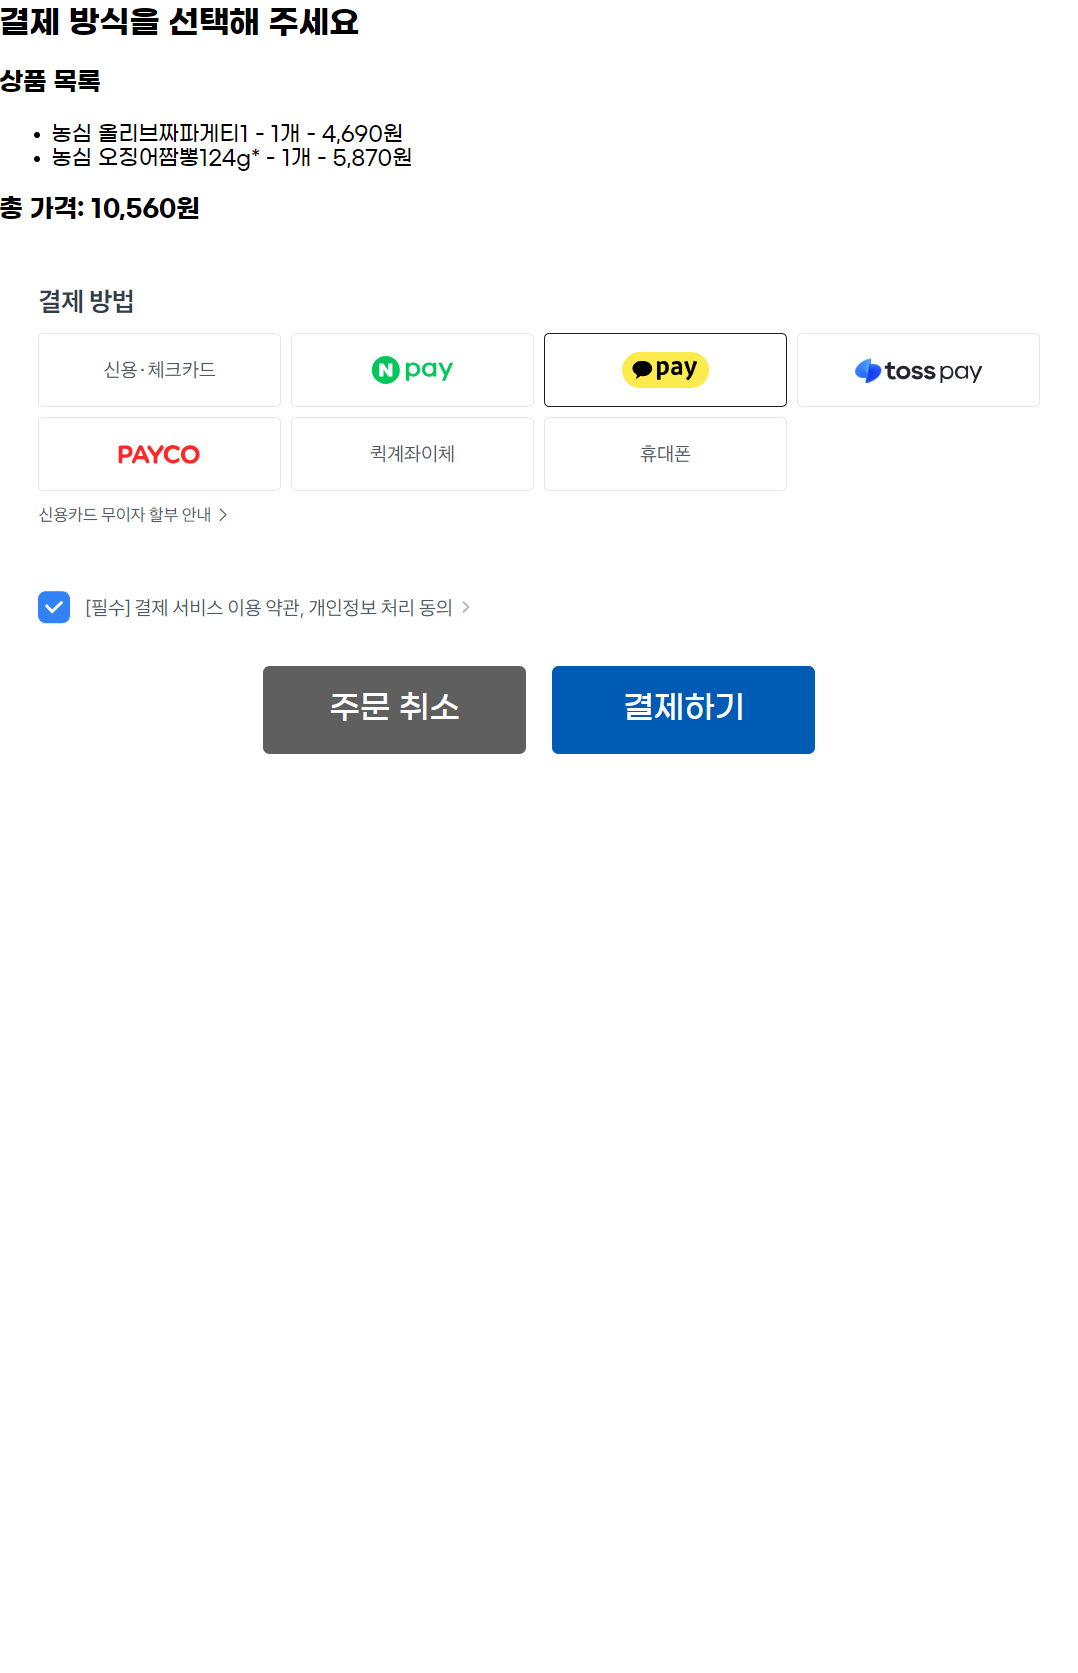 결제 방식을 선택해 주세요
상품 목록
• 농심 올리브짜파게티1 - 1개 - 4,690원
• 농심 오징어짬뽕124g* - 1개 - 5,870원
총 가격: 10,560원
결제 방법
신용·체크카드
N pay
pay
toss pay
PAYCO
퀵계좌이체
휴대폰
신용카드 무이자 할부 안내 >
[필수] 결제 서비스 이용 약관, 개인정보 처리 동의 >
주문 취소
결제하기